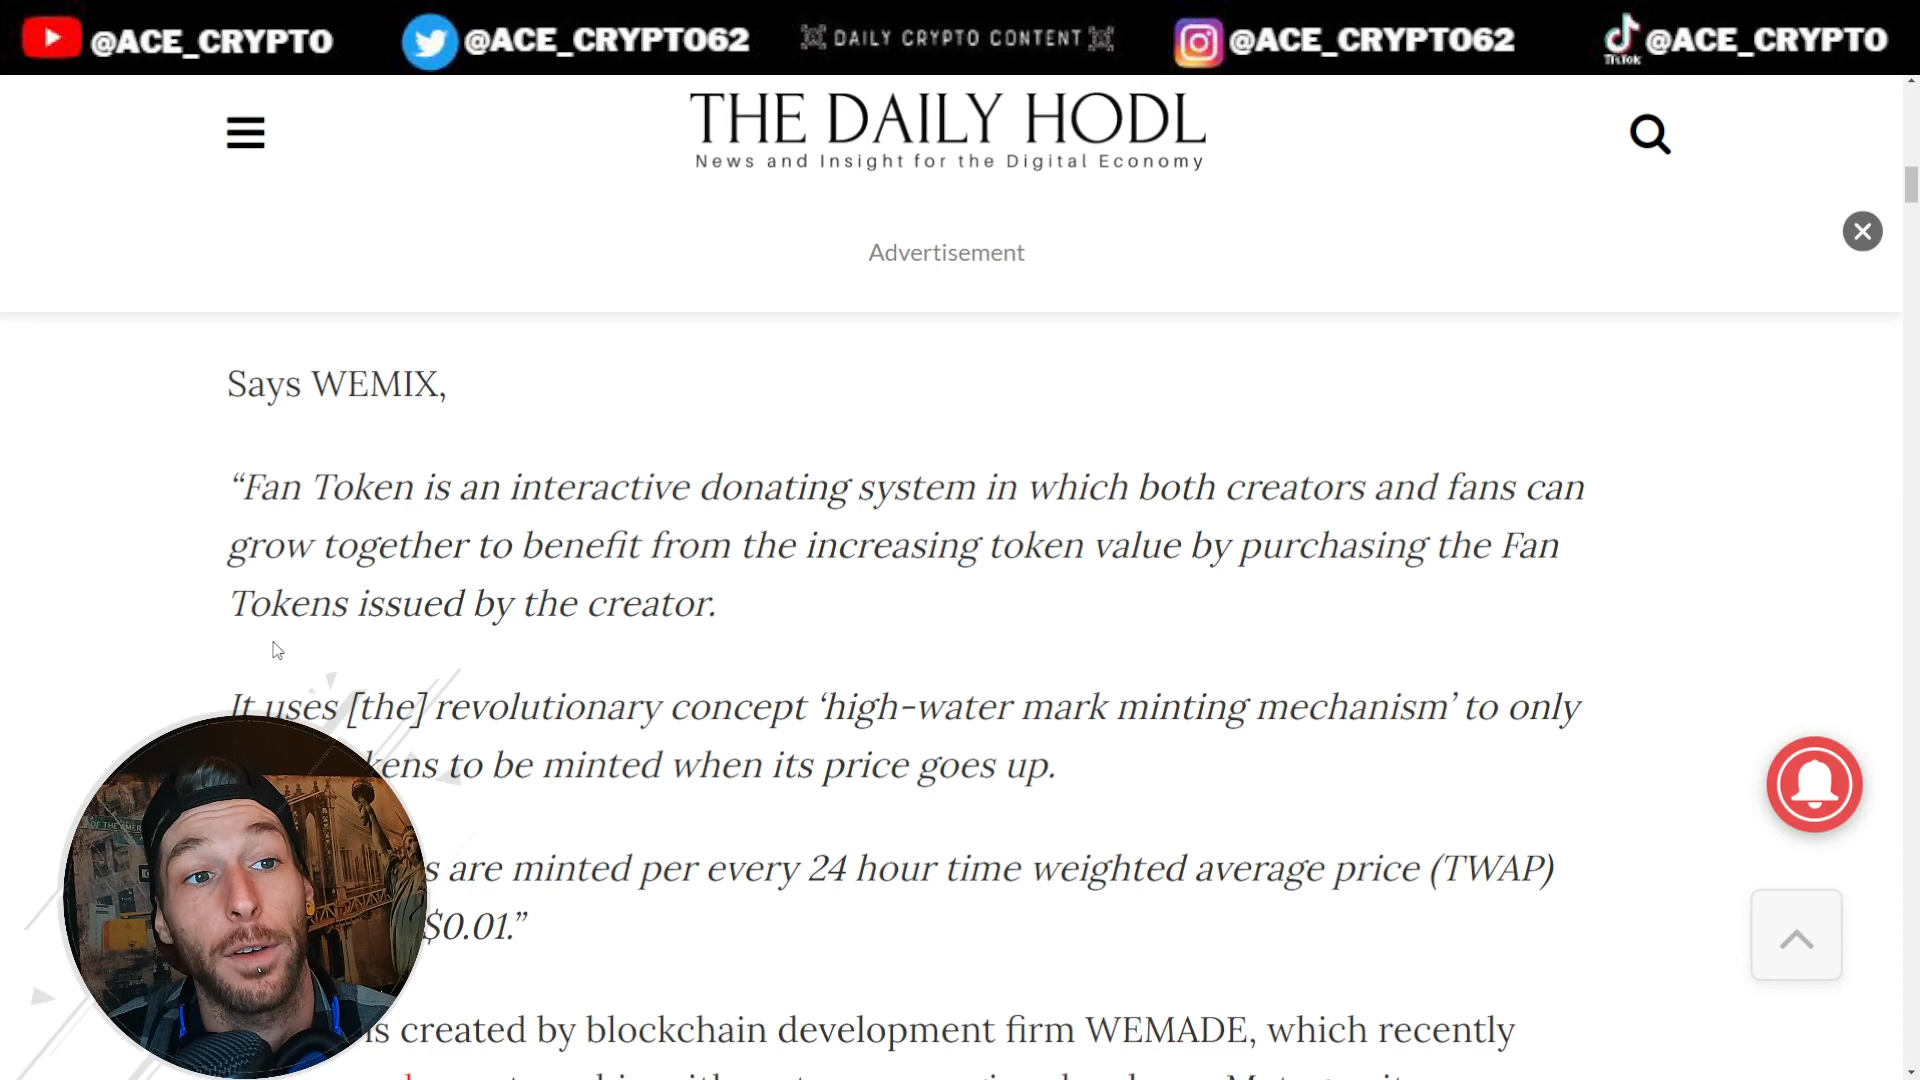 @ACE_CRYPTO @ACE_CRYPTO62 DAILY CRYPTO CONTENT @ACE_CRYPTO62 TikTok @ACE_CRYPTO
THE DAILY HODL
News and Insight for the Digital Economy
Advertisement
Says WEMIX,
“Fan Token is an interactive donating system in which both creators and fans can
grow together to benefit from the increasing token value by purchasing the Fan
Tokens issued by the creator.
It uses [the] revolutionary concept ‘high-water mark minting mechanism’ to only
kens to be minted when its price goes up.
s are minted per every 24 hour time weighted average price (TWAP)
$0.01.”
is created by blockchain development firm WEMADE, which recently